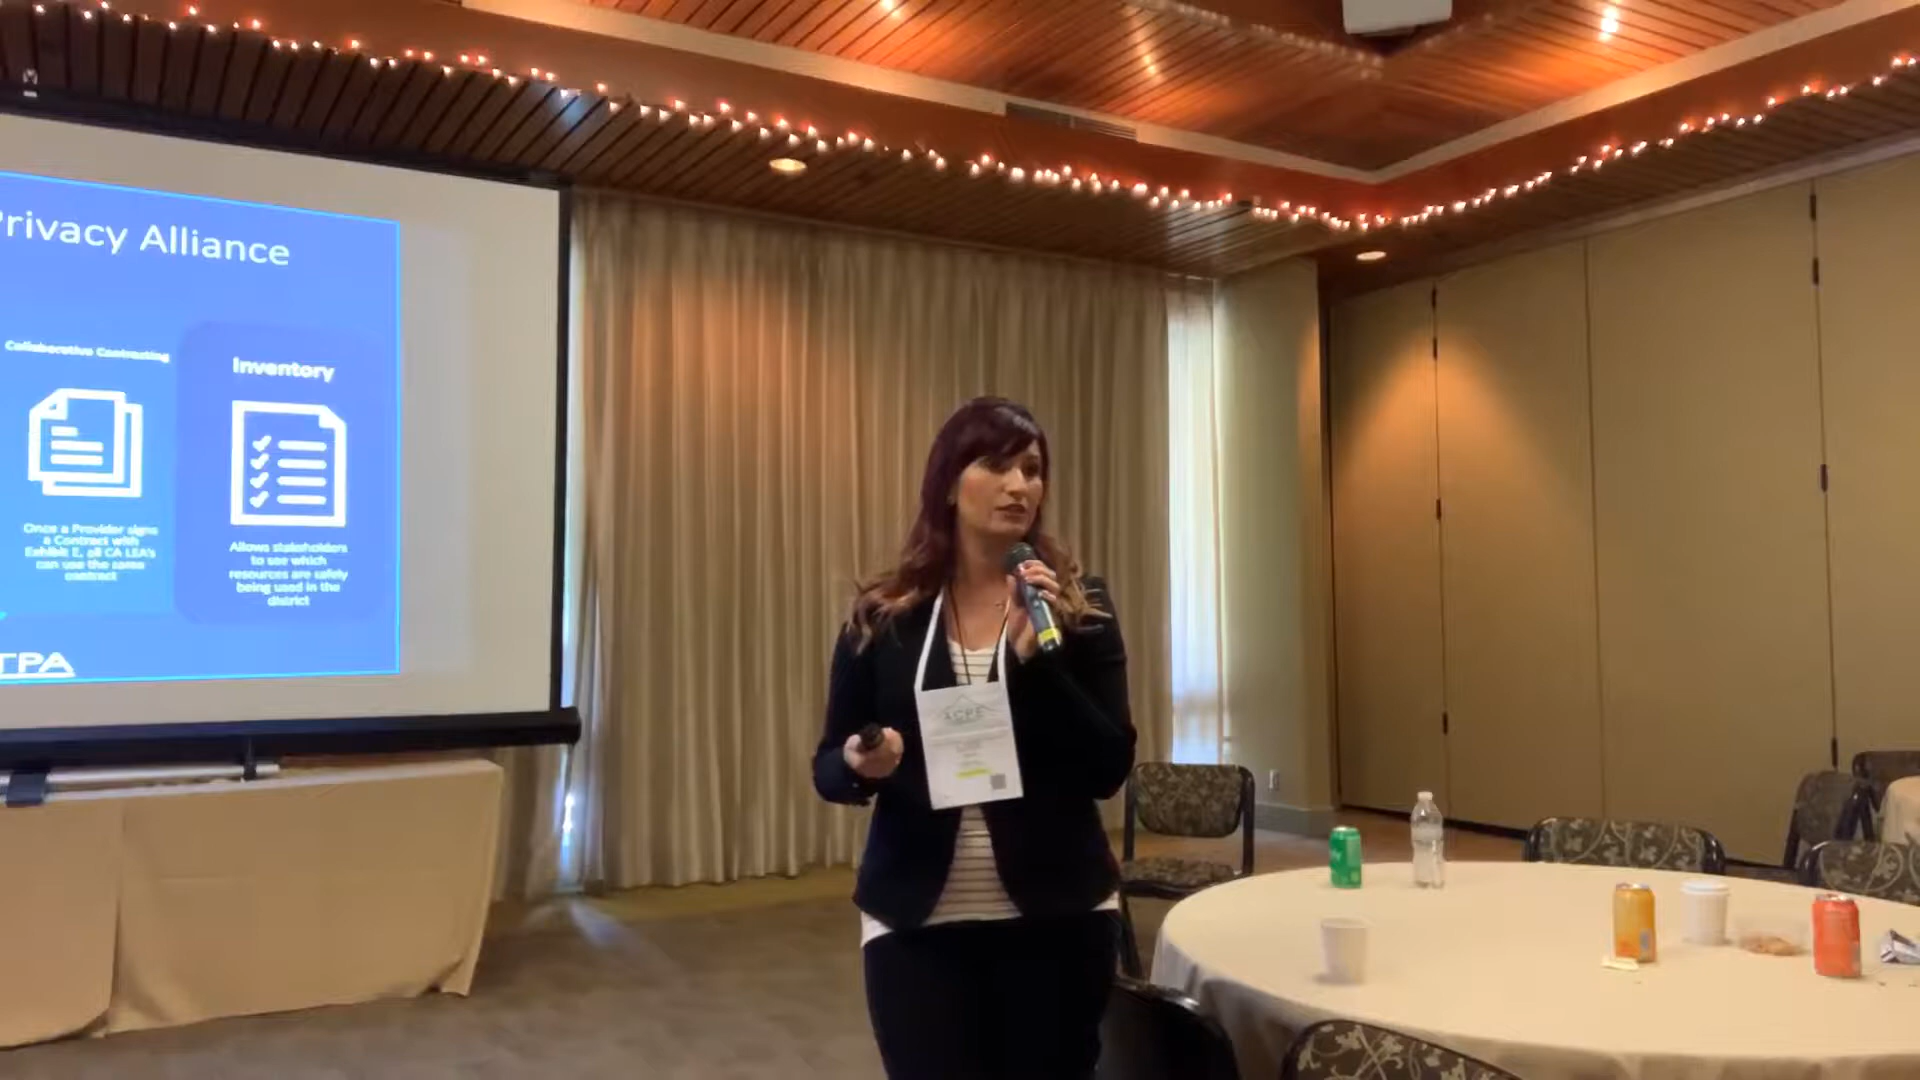 Privacy Alliance
Collaborative Contracting
Once a Provider signs
a Contract with
Exhibit E, all CA LEA's
can use the same
contract
Inventory
Allows stakeholders
to see which
resources are safely
being used in the
district
TPA
ACPE